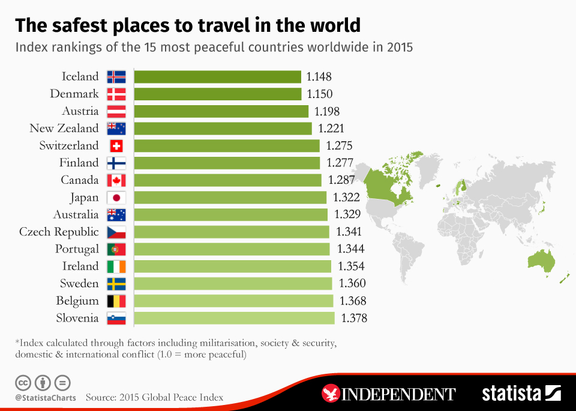 The safest places to travel in the world
Index rankings of the 15 most peaceful countries worldwide in 2015
Iceland 1.148
Denmark 1.150
Austria 1.198
New Zealand 1.221
Switzerland 1.275
Finland 1.277
Canada 1.287
Japan 1.322
Australia 1.329
Czech Republic 1.341
Portugal 1.344
Ireland 1.354
Sweden 1.360
Belgium 1.368
Slovenia 1.378
*Index calculated through factors including militarisation, society & security,
domestic & international conflict (1.0 = more peaceful)
cc
@StatistaCharts Source: 2015 Global Peace Index
INDEPENDENT statista